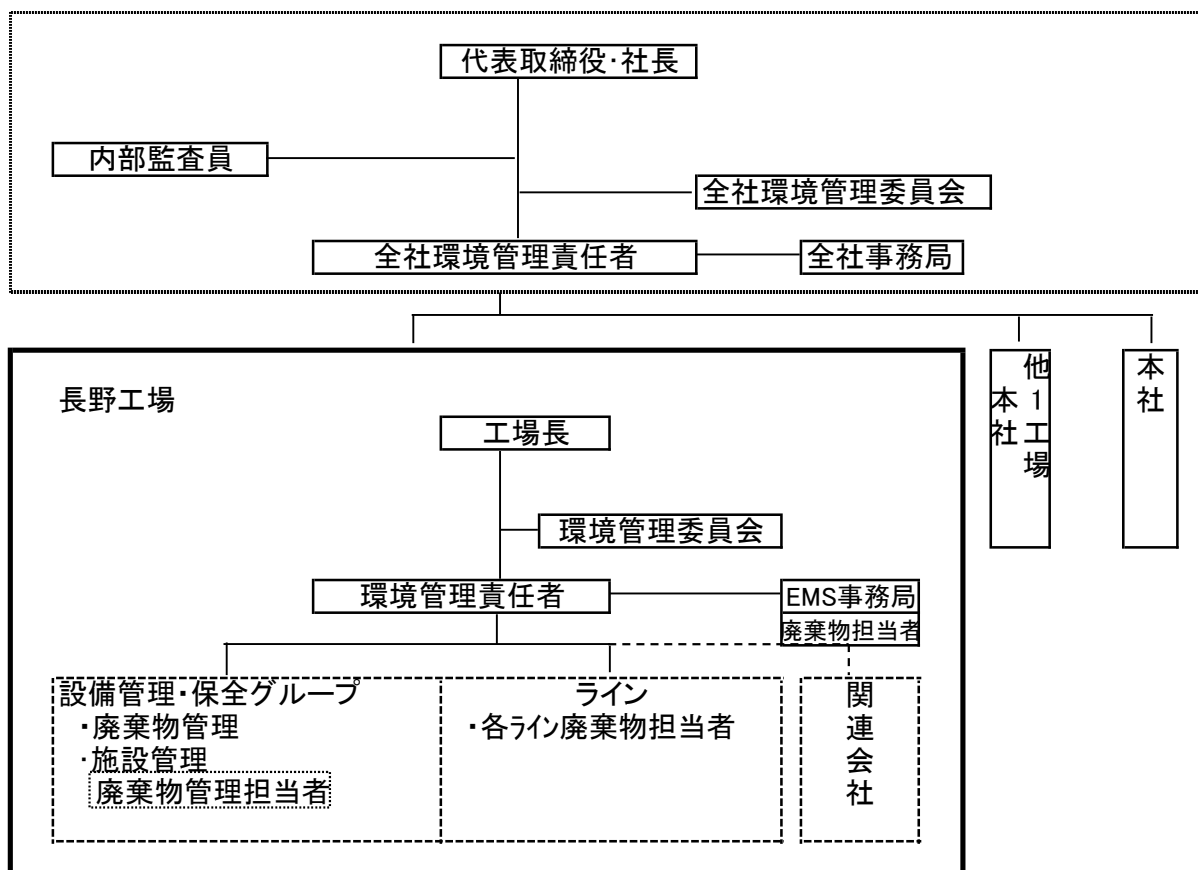 代表取締役・社長
内部監査員
全社環境管理委員会
全社環境管理責任者
全社事務局
長野工場
他1工場
本社
本社
工場長
環境管理委員会
環境管理責任者
EMS事務局
廃棄物担当者
設備管理・保全グループ
・廃棄物管理
・施設管理
廃棄物管理担当者
ライン
・各ライン廃棄物担当者
関連会社